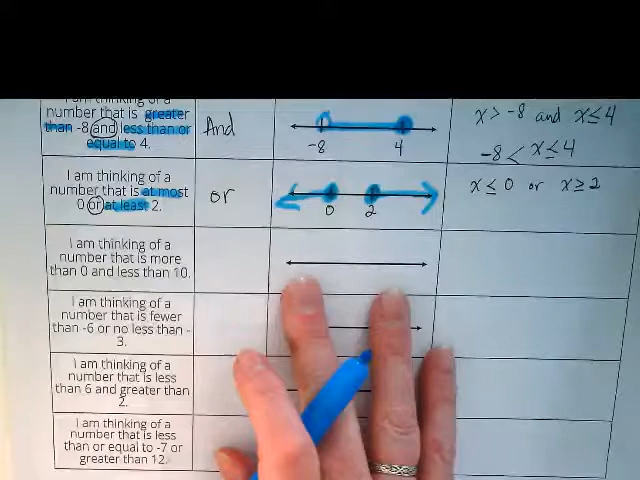 I am thinking of a
number that is greater
than -8 and less than or
equal to 4.
And
-8
4
x > -8 and x ≤ 4
-8 < x ≤ 4
I am thinking of a
number that is at most
0 or at least 2.
or
0
2
x ≤ 0 or x ≥ 2
I am thinking of a
number that is more
than 0 and less than 10.
I am thinking of a
number that is fewer
than -6 or no less than -
3.
I am thinking of a
number that is less
than 6 and greater than
2.
I am thinking of a
number that is less
than or equal to -7 or
greater than 12.